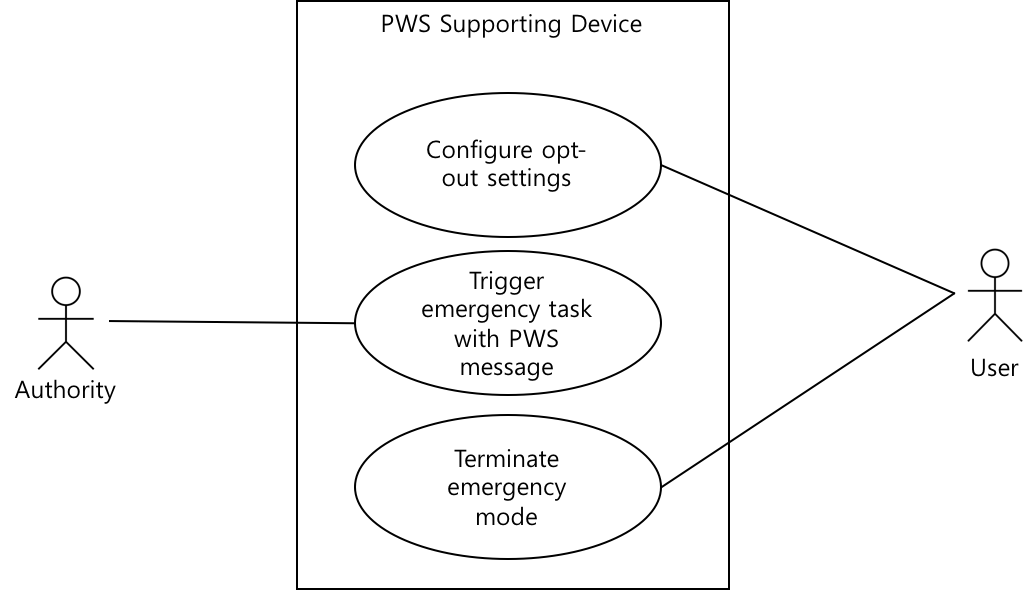 PWS Supporting Device
Configure opt-
out settings
Trigger
emergency task
with PWS
message
Authority
User
Terminate
emergency
mode